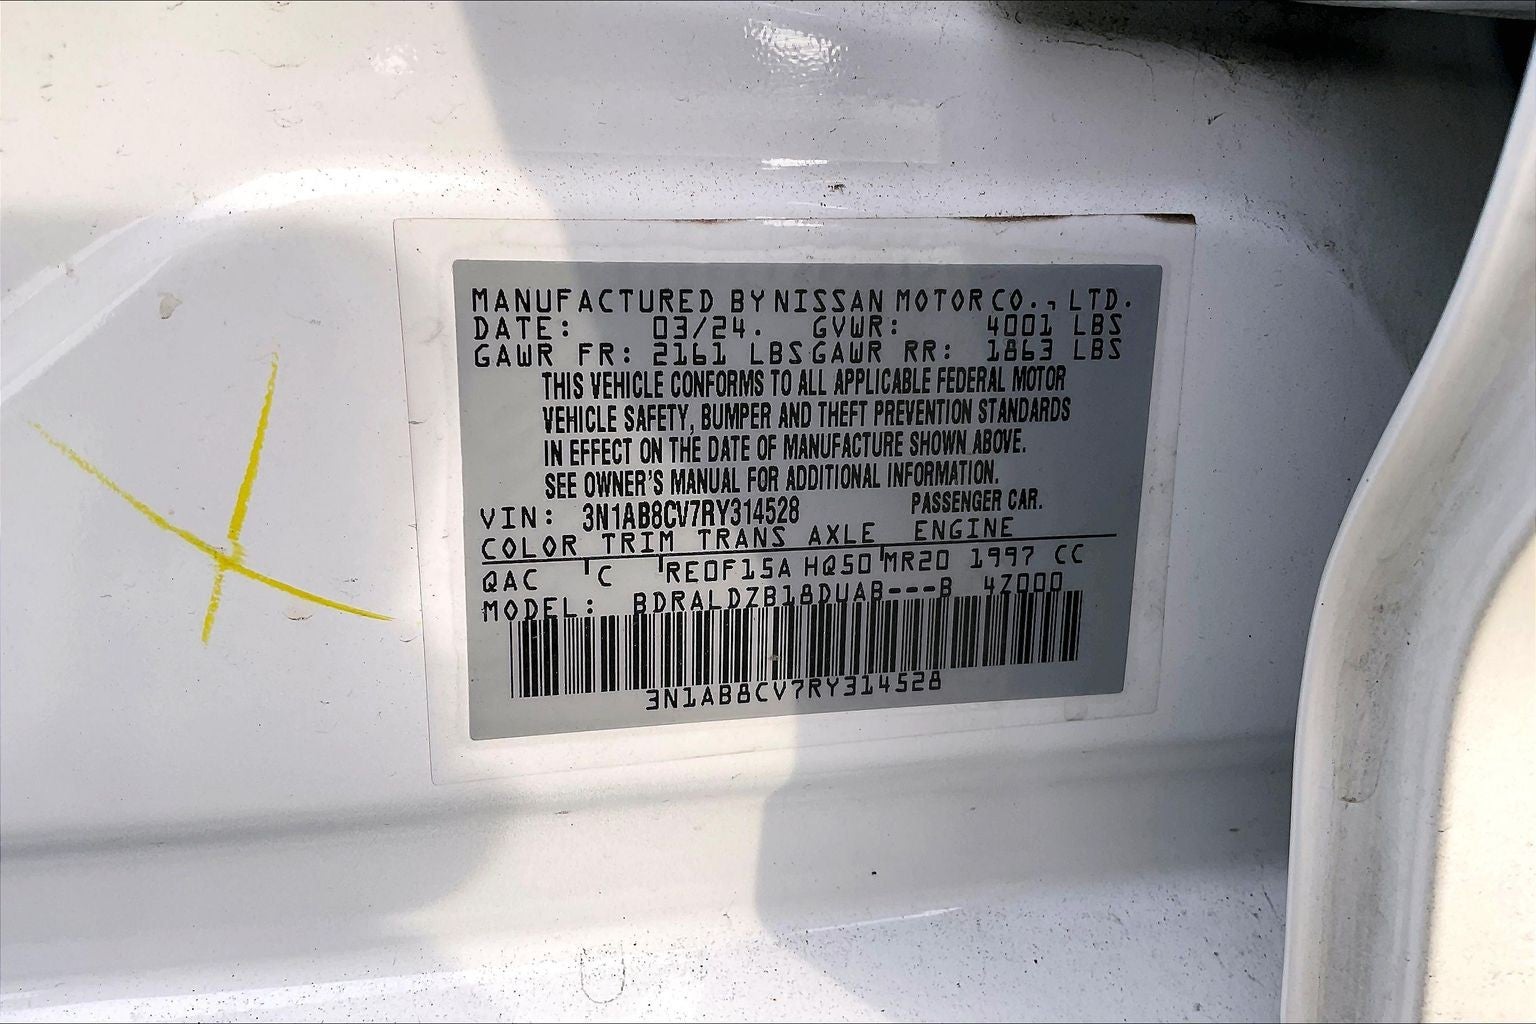 MANUFACTURED BY NISSAN MOTOR CO., LTD.
DATE: 03/24. GVWR: 4001 LBS
GAWR FR: 2161 LBS GAWR RR: 1863 LBS
THIS VEHICLE CONFORMS TO ALL APPLICABLE FEDERAL MOTOR
VEHICLE SAFETY, BUMPER AND THEFT PREVENTION STANDARDS
IN EFFECT ON THE DATE OF MANUFACTURE SHOWN ABOVE.
SEE OWNER'S MANUAL FOR ADDITIONAL INFORMATION.
VIN: 3N1AB8CV7RY314528 PASSENGER CAR.
COLOR TRIM TRANS AXLE ENGINE
QAC C RE0F15A HQ50 MR20 1997 CC
MODEL: BDRALDZB18DUAB---B 4Z000
3N1AB8CV7RY314528